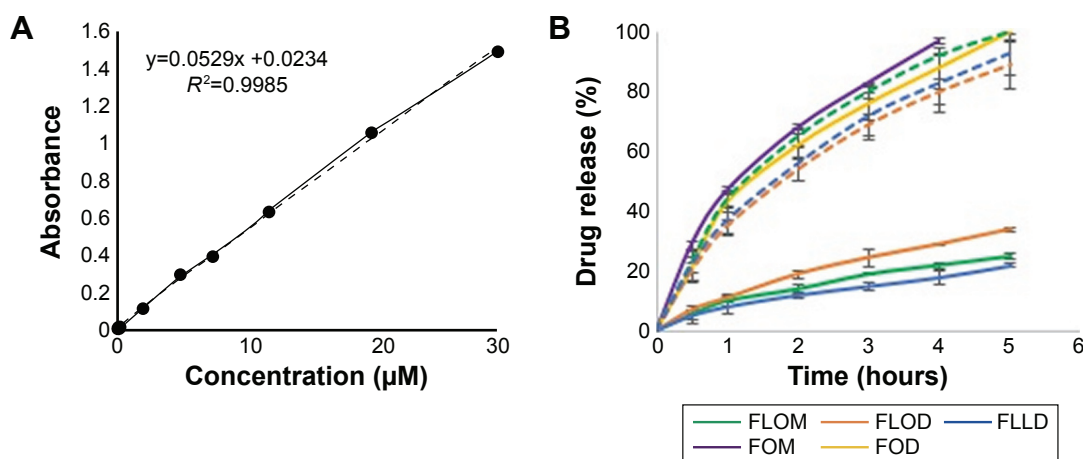 A
Absorbance
1.6
1.4
1.2
1
0.8
0.6
0.4
0.2
0
y=0.0529x +0.0234
R²=0.9985
0
10
20
30
Concentration (µM)
B
Drug release (%)
100
80
60
40
20
0
0
1
2
3
4
5
6
Time (hours)
FLOM
FLOD
FLLD
FOM
FOD